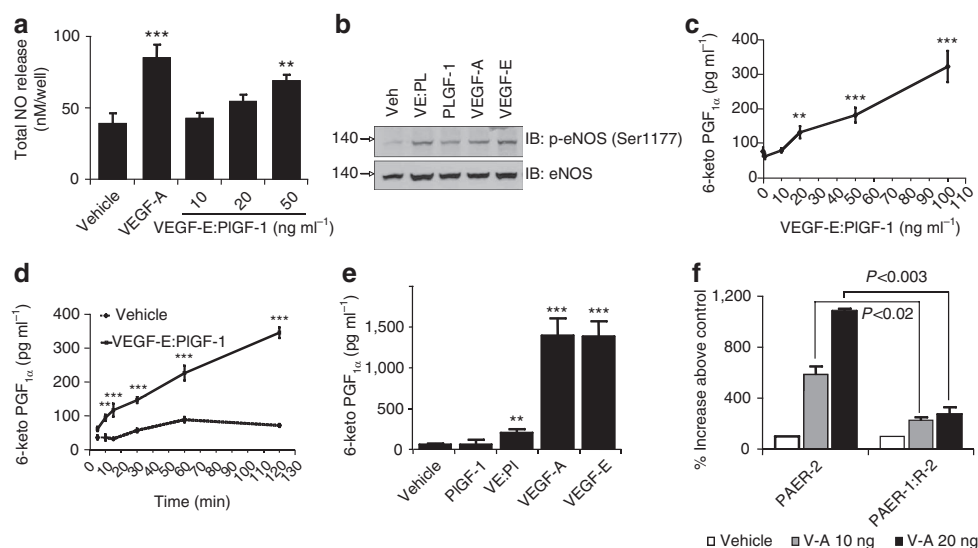 a
Total NO release
(nM/well)
100
50
0
***
**
Vehicle
VEGF-A
10
20
50
VEGF-E:PlGF-1 (ng ml⁻¹)
b
Veh
VE:PL
PLGF-1
VEGF-A
VEGF-E
140
IB: p-eNOS (Ser1177)
140
IB: eNOS
c
6-keto PGF1α (pg ml⁻¹)
400
300
200
100
0
**
***
***
0
10
20
30
40
50
60
70
80
90
100
110
VEGF-E:PlGF-1 (ng ml⁻¹)
d
Vehicle
VEGF-E:PlGF-1
6-keto PGF1α (pg ml⁻¹)
400
300
200
100
0
**
***
***
***
***
0
10
20
30
40
50
60
70
80
90
100
110
120
130
Time (min)
e
6-keto PGF1α (pg ml⁻¹)
1,500
1,000
500
0
**
***
***
Vehicle
PlGF-1
VE:Pl
VEGF-A
VEGF-E
f
% Increase above control
1,200
800
400
0
P<0.003
P<0.02
PAER-2
PAER-1:R-2
Vehicle
V-A 10 ng
V-A 20 ng